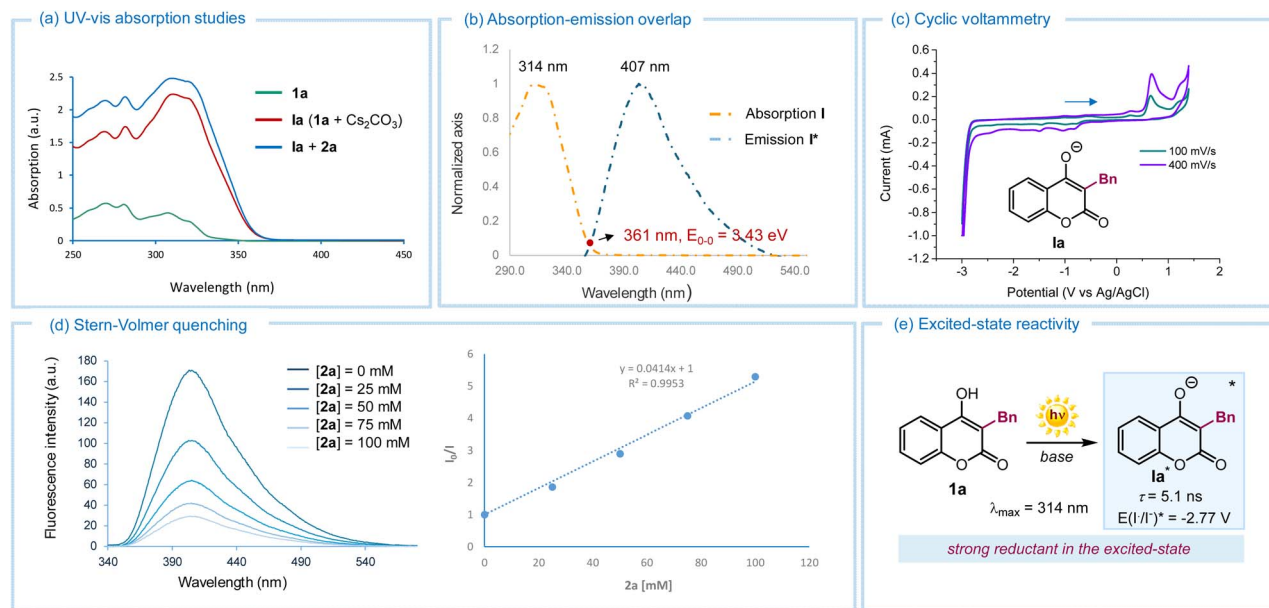 (a) UV-vis absorption studies
2.5
2.0
1.5
1.0
0.5
0
250
300
350
400
450
Absorption (a.u.)
Wavelength (nm)
1a
Ia (1a + Cs₂CO₃)
Ia + 2a
(b) Absorption-emission overlap
1.2
1
0.8
0.6
0.4
0.2
0
290.0
340.0
390.0
440.0
490.0
540.0
Normalized axis
Wavelength (nm)
314 nm
407 nm
Absorption I
Emission I*
361 nm, E₀₋₀ = 3.43 eV
(c) Cyclic voltammetry
0.6
0.4
0.2
0.0
-0.2
-0.4
-0.6
-0.8
-1.0
-1.2
-3
-2
-1
0
1
2
Current (mA)
Potential (V vs Ag/AgCl)
100 mV/s
400 mV/s
O
⊖
Bn
O
O
Ia
(d) Stern-Volmer quenching
180
160
140
120
100
80
60
40
20
0
340
390
440
490
540
Fluorescence intensity (a.u.)
Wavelength (nm)
[2a] = 0 mM
[2a] = 25 mM
[2a] = 50 mM
[2a] = 75 mM
[2a] = 100 mM
6
5
4
3
2
1
0
0
20
40
60
80
100
120
I₀/I
2a [mM]
y = 0.0414x + 1
R² = 0.9953
(e) Excited-state reactivity
OH
Bn
O
O
1a
hν
base
λmax = 314 nm
O
⊖
*
Bn
O
O
Ia*
τ = 5.1 ns
E(I·/I⁻)* = -2.77 V
strong reductant in the excited-state